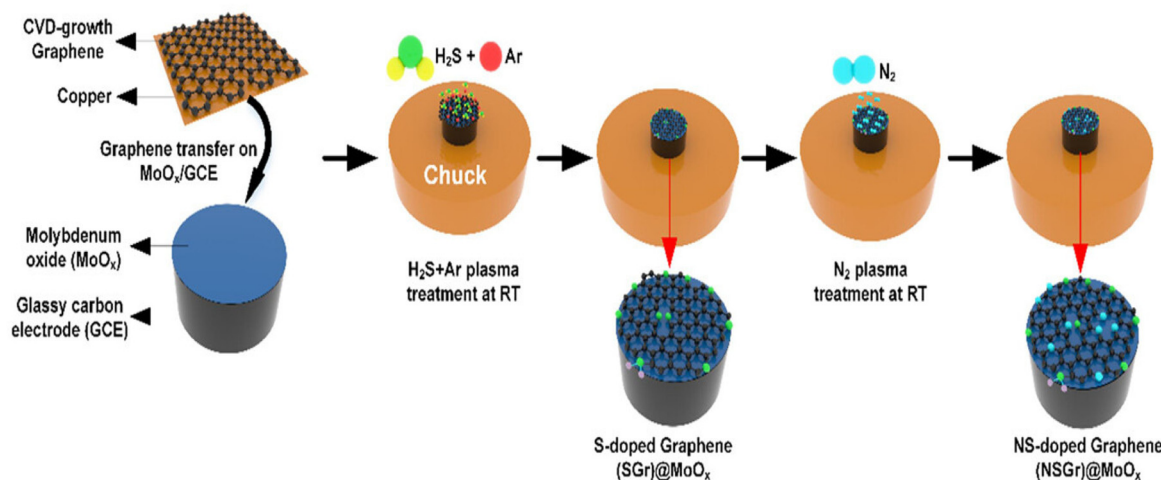 CVD-growth
Graphene
Copper
Graphene transfer on
MoOₓ/GCE
Molybdenum
oxide (MoOₓ)
Glassy carbon
electrode (GCE)
H₂S + Ar
Chuck
H₂S+Ar plasma
treatment at RT
S-doped Graphene
(SGr)@MoOₓ
N₂
N₂ plasma
treatment at RT
NS-doped Graphene
(NSGr)@MoOₓ